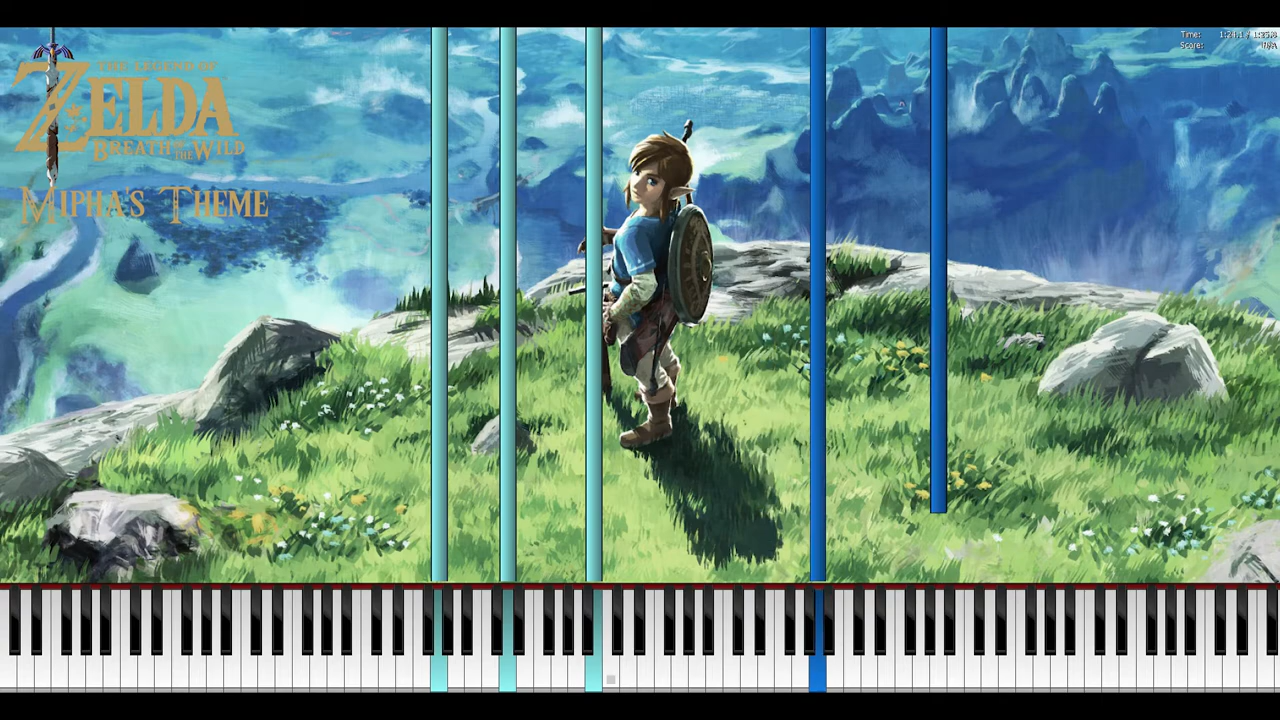 THE LEGEND OF
ZELDA
BREATH OF THE WILD
MIPHA'S THEME
Time:
Score: